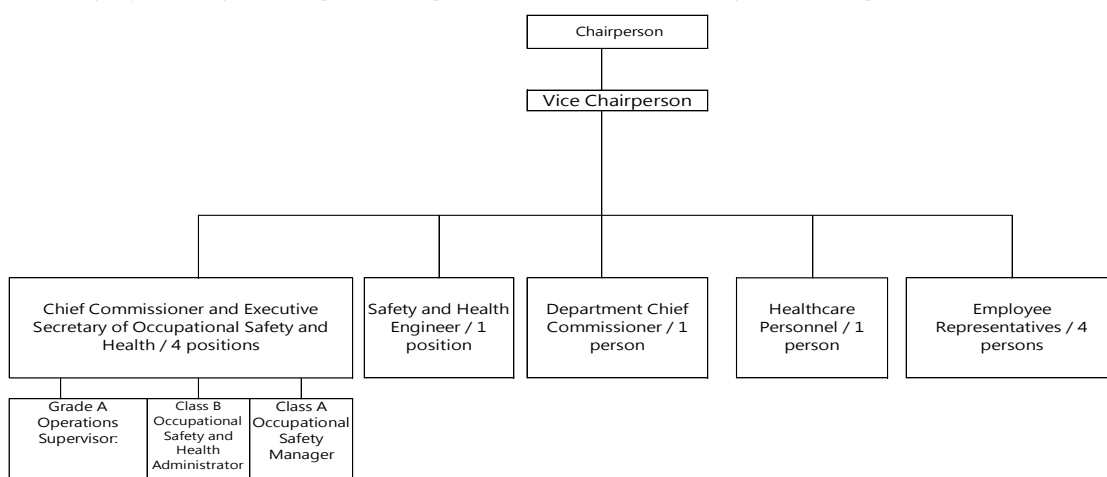 Chairperson
Vice Chairperson
Chief Commissioner and Executive
Secretary of Occupational Safety and
Health / 4 positions
Safety and Health
Engineer / 1
position
Department Chief
Commissioner / 1
person
Healthcare
Personnel / 1
person
Employee
Representatives / 4
persons
Grade A
Operations
Supervisor:
Class B
Occupational
Safety and
Health
Administrator
Class A
Occupational
Safety
Manager